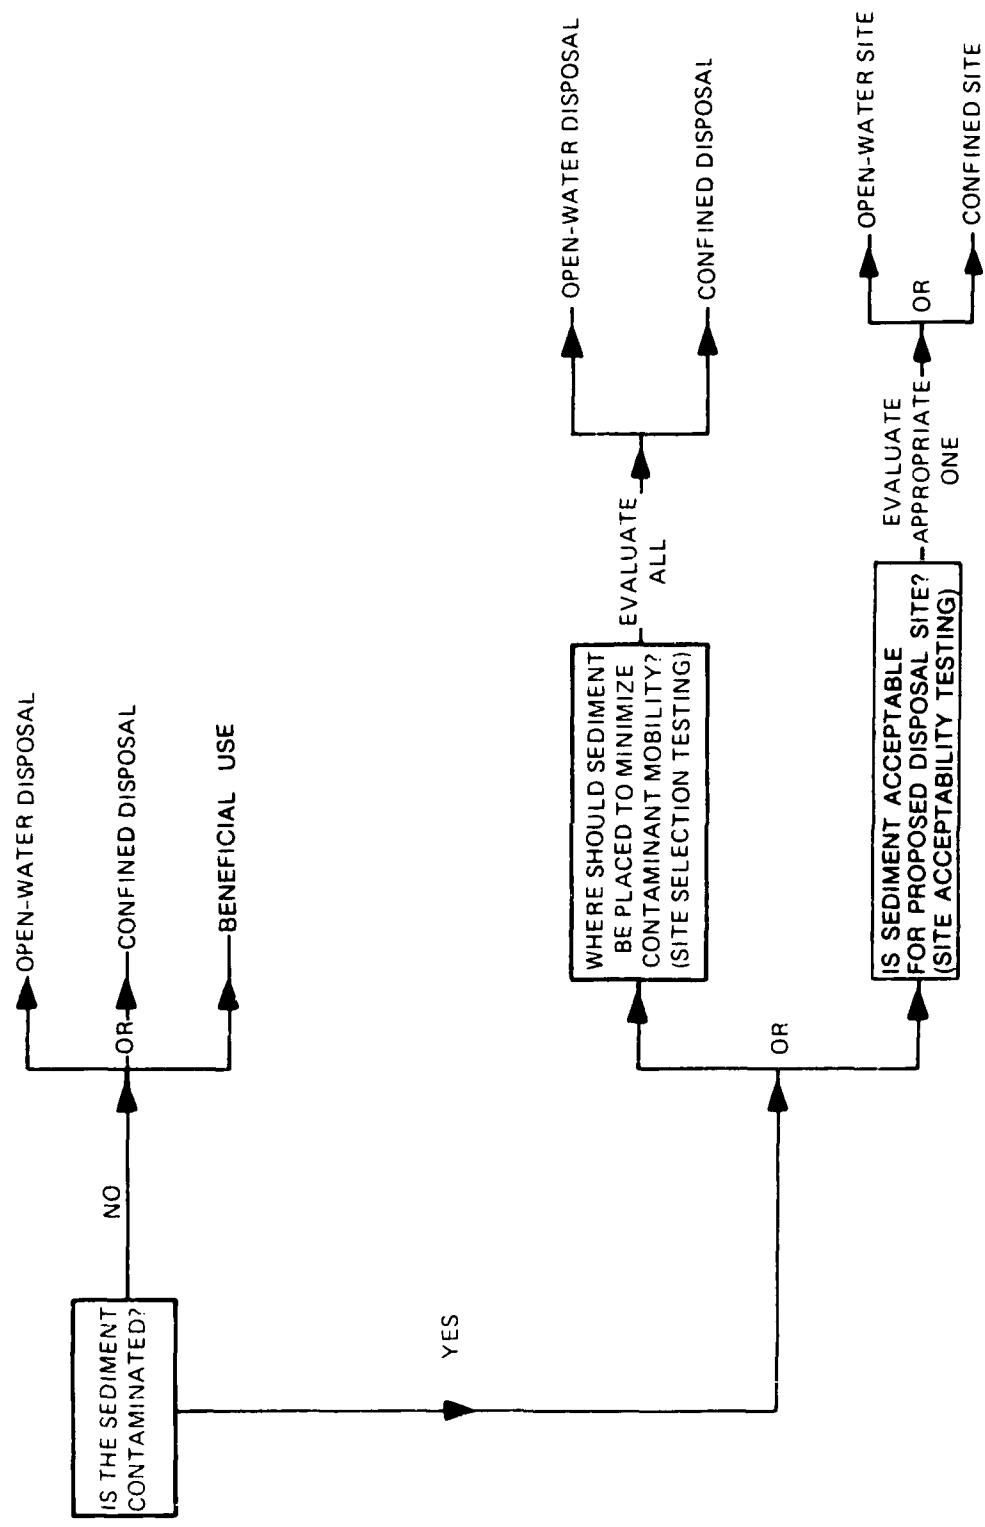 IS THE SEDIMENT
CONTAMINATED?
NO
OR
OPEN-WATER DISPOSAL
CONFINED DISPOSAL
BENEFICIAL USE
YES
OR
WHERE SHOULD SEDIMENT
BE PLACED TO MINIMIZE
CONTAMINANT MOBILITY?
(SITE SELECTION TESTING)
EVALUATE
ALL
OPEN-WATER DISPOSAL
CONFINED DISPOSAL
IS SEDIMENT ACCEPTABLE
FOR PROPOSED DISPOSAL SITE?
(SITE ACCEPTABILITY TESTING)
EVALUATE
APPROPRIATE
ONE
OR
OPEN-WATER SITE
CONFINED SITE